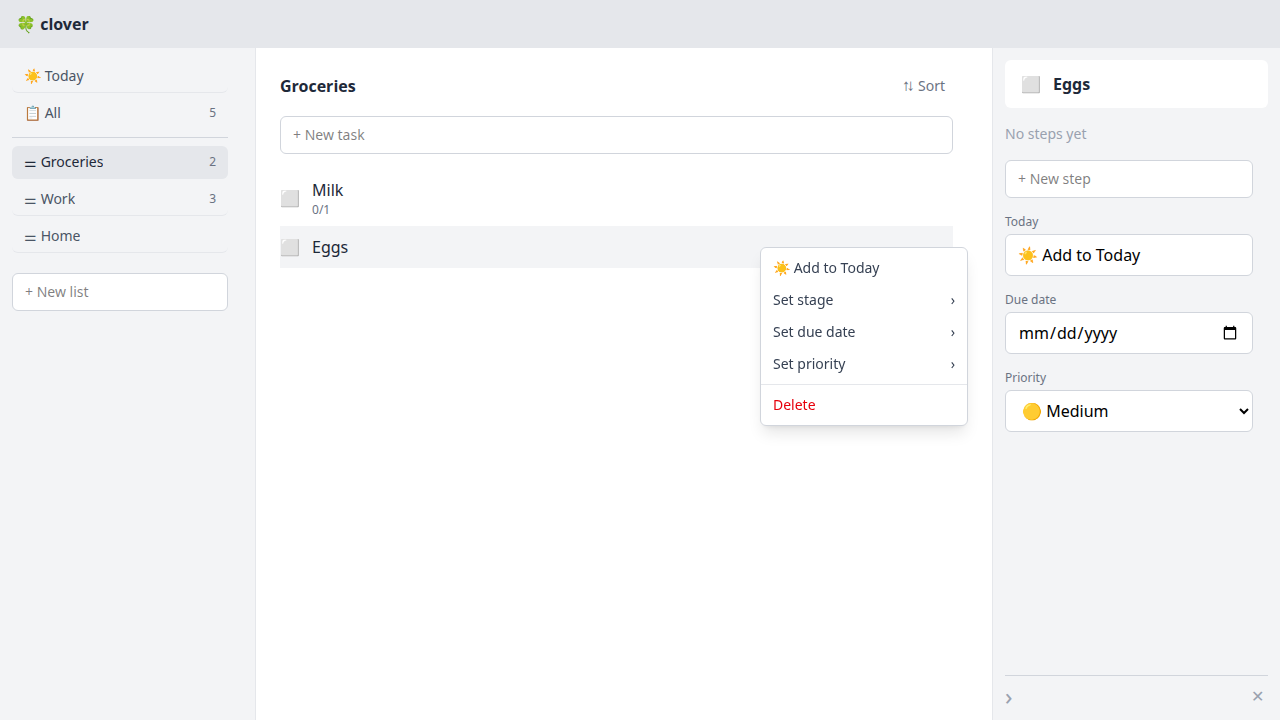 🍀 clover
☀️ Today
📋 All 5
⚌ Groceries 2
⚌ Work 3
⚌ Home
+ New list
Groceries
↑↓ Sort
+ New task
Milk
0/1
Eggs
☀️ Add to Today
Set stage ›
Set due date ›
Set priority ›
Delete
Eggs
No steps yet
+ New step
Today
☀️ Add to Today
Due date
mm/dd/yyyy
Priority
🟡 Medium
› ✕